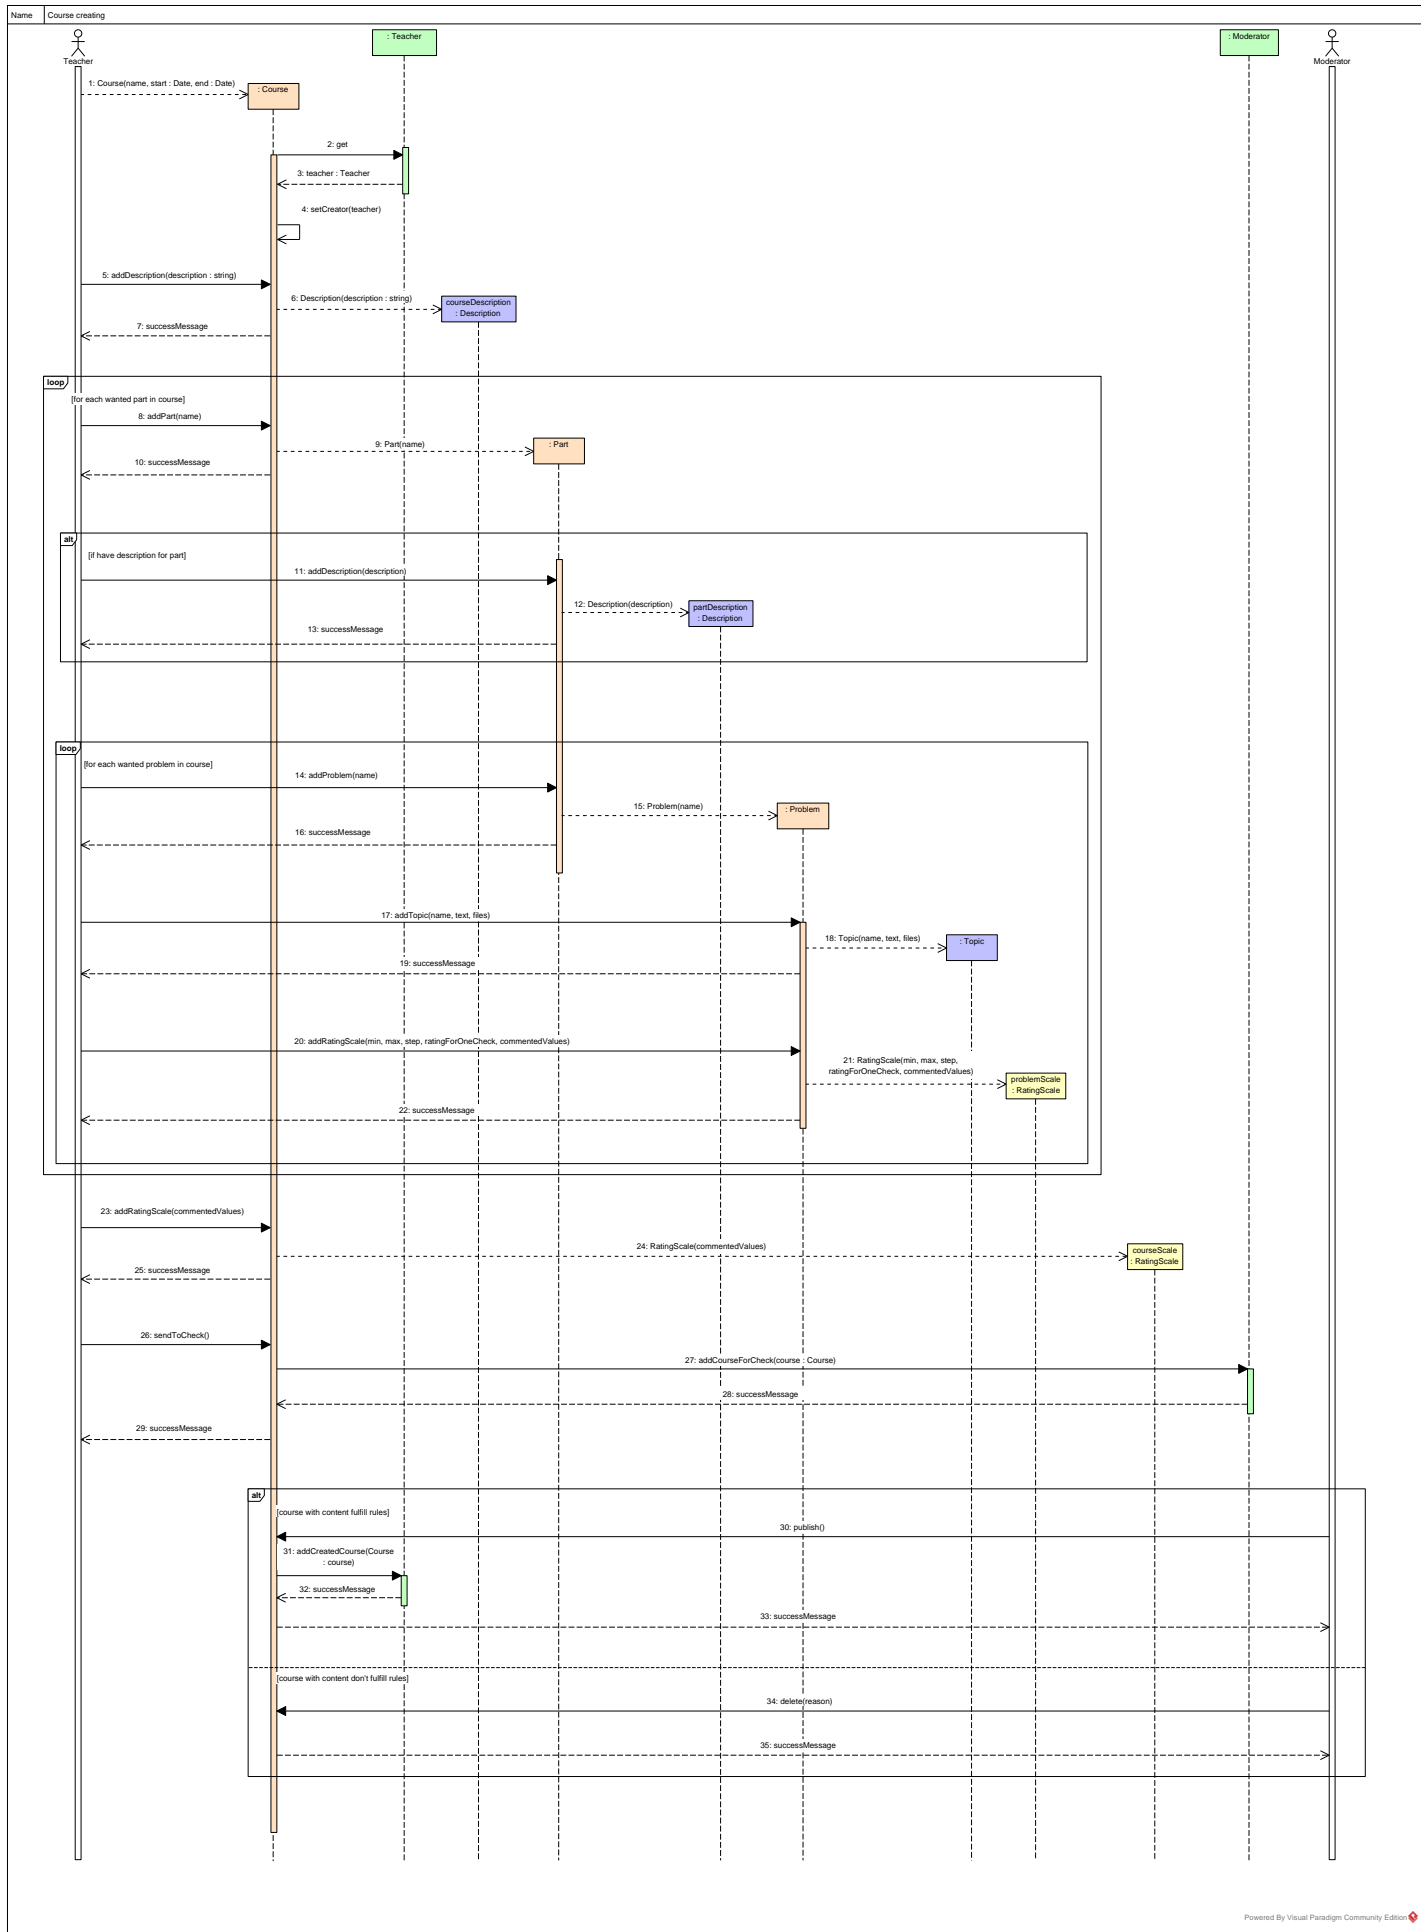 Name
Course creating
: Teacher
: Moderator
Teacher
Moderator
1: Course(name, start : Date, end : Date)
: Course
2: get
3: teacher : Teacher
4: setCreator(teacher)
5: addDescription(description : string)
6: Description(description : string)
courseDescription
: Description
7: successMessage
loop
[for each wanted part in course]
8: addPart(name)
9: Part(name)
: Part
10: successMessage
alt
[if have description for part]
11: addDescription(description)
12: Description(description)
partDescription
: Description
13: successMessage
loop
[for each wanted problem in course]
14: addProblem(name)
15: Problem(name)
: Problem
16: successMessage
17: addTopic(name, text, files)
18: Topic(name, text, files)
: Topic
19: successMessage
20: addRatingScale(min, max, step, ratingForOneCheck, commentedValues)
21: RatingScale(min, max, step,
ratingForOneCheck, commentedValues)
problemScale
: RatingScale
22: successMessage
23: addRatingScale(commentedValues)
24: RatingScale(commentedValues)
courseScale
: RatingScale
25: successMessage
26: sendToCheck()
27: addCourseForCheck(course : Course)
28: successMessage
29: successMessage
alt
[course with content fulfill rules]
30: publish()
31: addCreatedCourse(Course
: course)
32: successMessage
33: successMessage
[course with content don't fulfill rules]
34: delete(reason)
35: successMessage
Powered By Visual Paradigm Community Edition